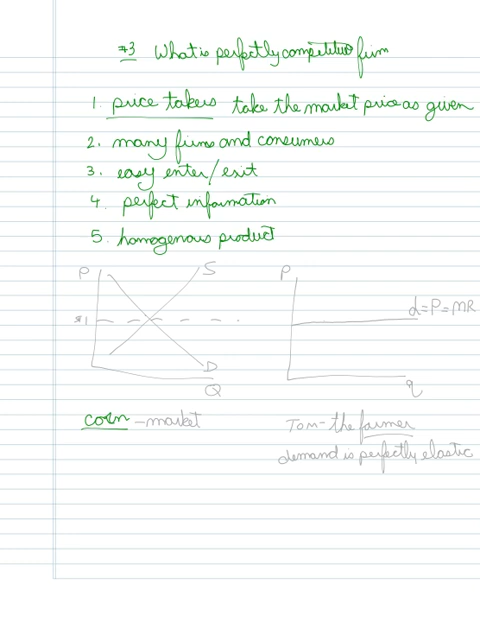 #3 What is perfectly competitive firm
1. price takers take the market price as given
2. many firms and consumers
3. easy enter/exit
4. perfect information
5. homogenous product
P S P
$1 d=P=MR
D
Q q
corn - market Tom - the farmer
demand is perfectly elastic